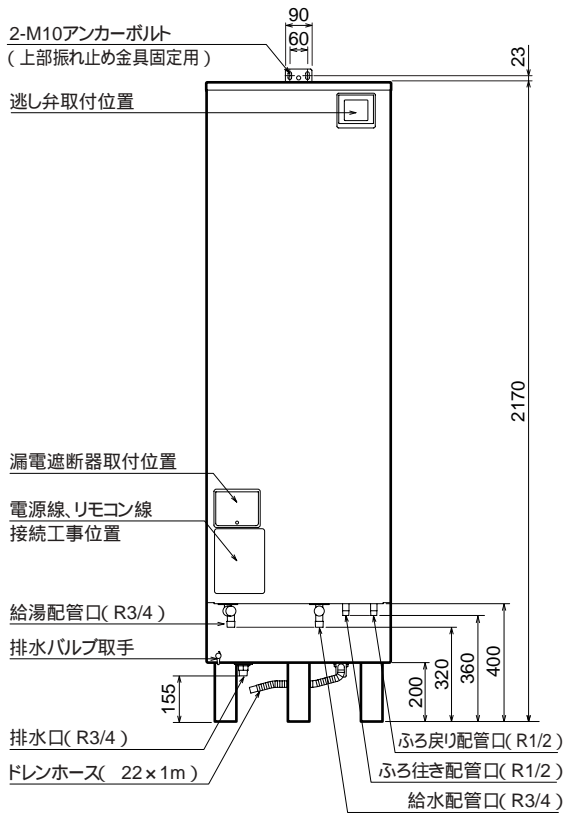 90
60
23
2-M10アンカーボルト
(上部振れ止め金具固定用)
逃し弁取付位置
2170
漏電遮断器取付位置
電源線、リモコン線
接続工事位置
給湯配管口(R3/4)
排水バルブ取手
155
200
320
360
400
排水口(R3/4)
ドレンホース( 22×1m)
ふろ戻り配管口(R1/2)
ふろ往き配管口(R1/2)
給水配管口(R3/4)